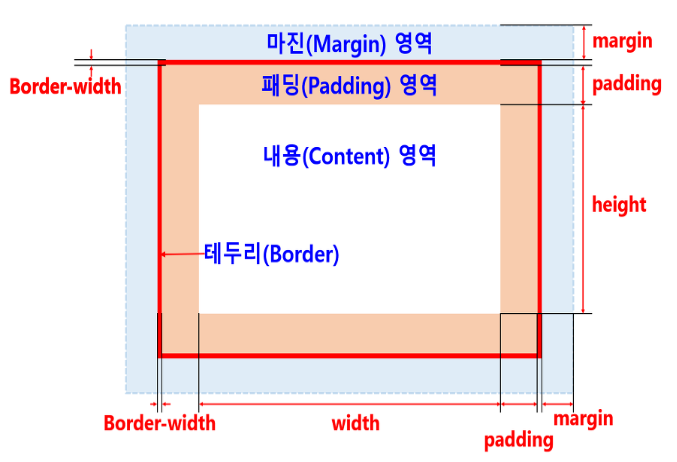 마진(Margin) 영역
margin
Border-width
패딩(Padding) 영역
padding
내용(Content) 영역
height
테두리(Border)
Border-width
width
margin
padding